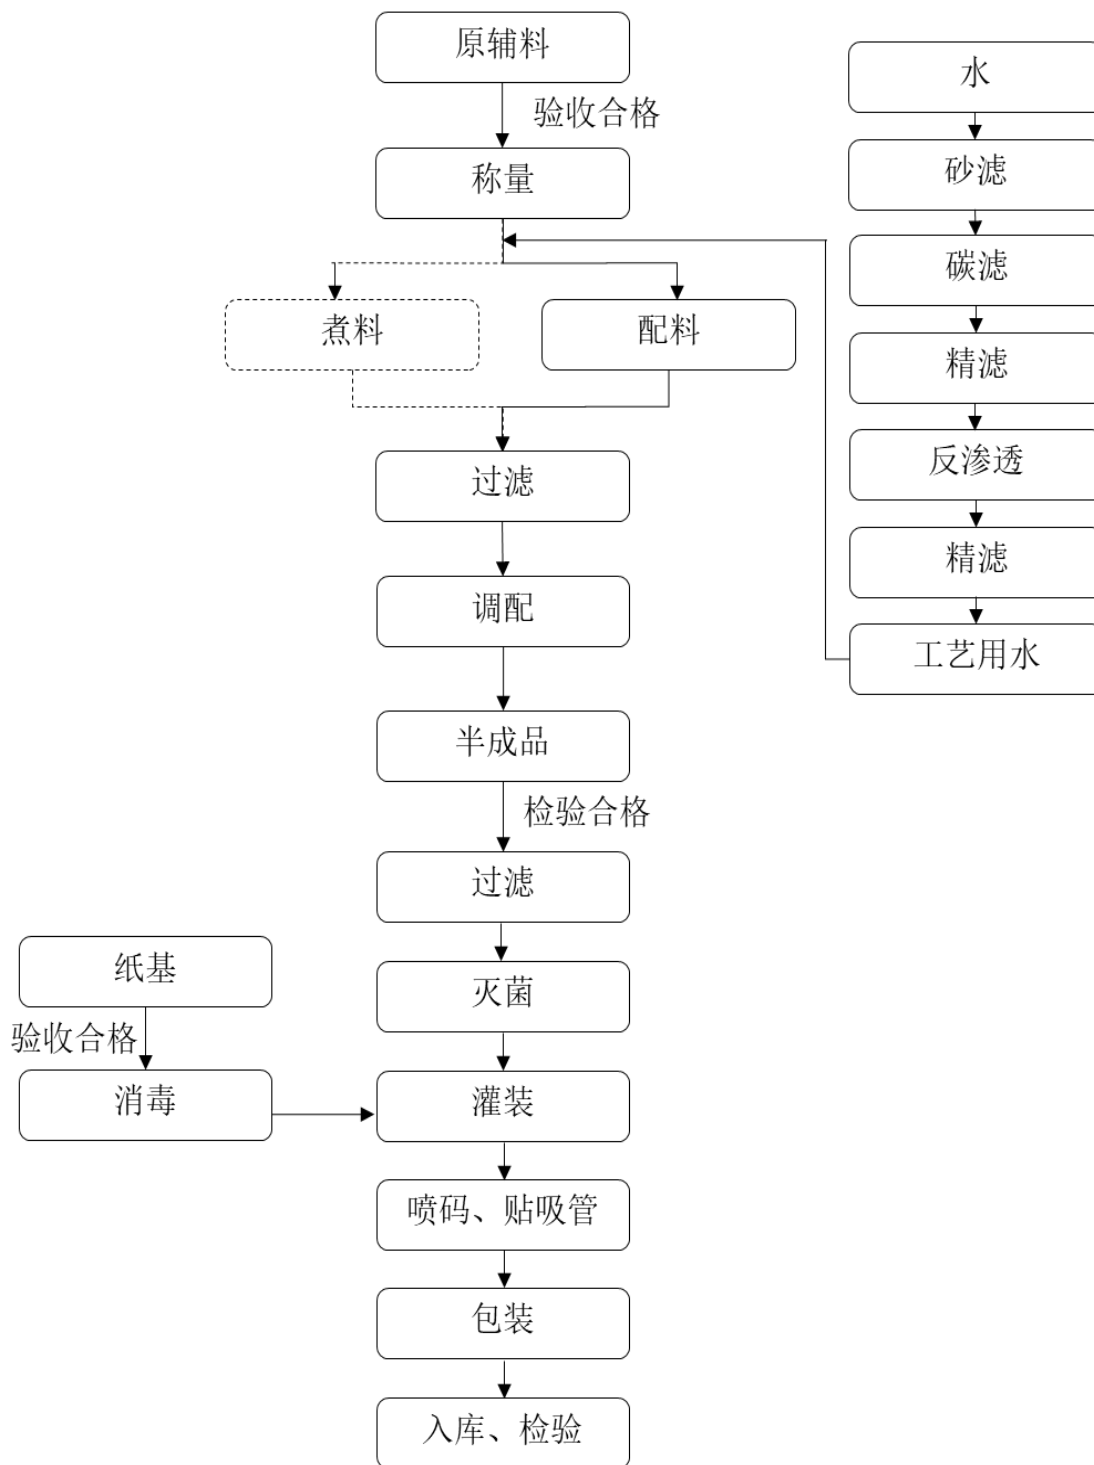 原辅料
验收合格
称量
煮料
配料
过滤
调配
半成品
检验合格
过滤
灭菌
灌装
喷码、贴吸管
包装
入库、检验
纸基
验收合格
消毒
水
砂滤
碳滤
精滤
反渗透
精滤
工艺用水